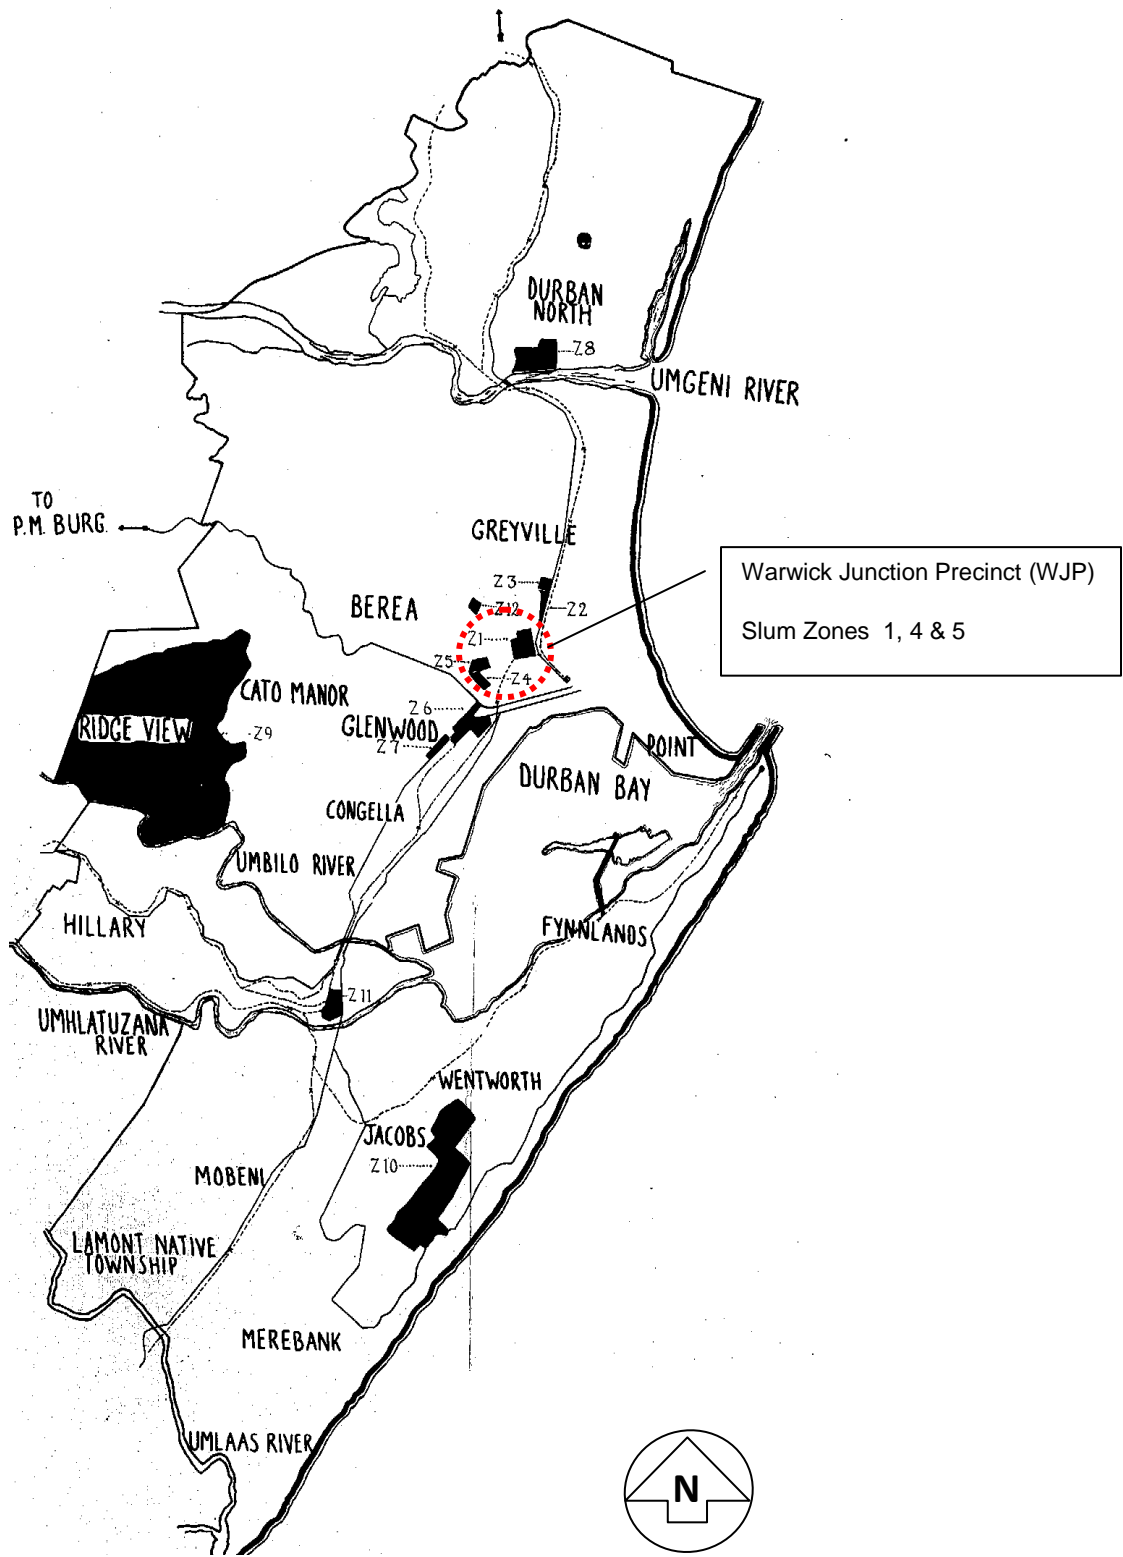 DURBAN
NORTH
Z8
UMGENI RIVER
TO
P.M. BURG.
GREYVILLE
Z3
Z12
Z2
BEREA
Z1
Z5
Z4
Warwick Junction Precinct (WJP)
Slum Zones 1, 4 & 5
CATO MANOR
Z6
RIDGE VIEW
Z9
GLENWOOD
Z7
POINT
DURBAN BAY
CONGELLA
UMBILO RIVER
HILLARY
FYNNLANDS
Z11
UMHLATUZANA
RIVER
WENTWORTH
JACOBS
Z10
MOBENI
LAMONT NATIVE
TOWNSHIP
MEREBANK
UMLAAS RIVER
N